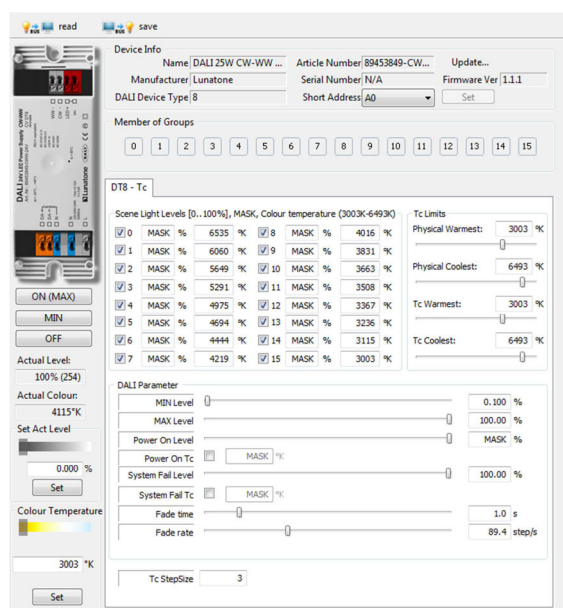 read save
Device Info
Name DALI 25W CW-WW ... Article Number 89453849-CW... Update...
Manufacturer Lunatone Serial Number N/A Firmware Ver 1.1.1
DALI Device Type 8 Short Address A0 Set
Member of Groups
0 1 2 3 4 5 6 7 8 9 10 11 12 13 14 15
DT8 - Tc
Scene Light Levels [0..100%], MASK, Colour temperature (3003K-6493K)
0 MASK % 6535 °K 8 MASK % 4016 °K
1 MASK % 6060 °K 9 MASK % 3831 °K
2 MASK % 5649 °K 10 MASK % 3663 °K
3 MASK % 5291 °K 11 MASK % 3508 °K
4 MASK % 4975 °K 12 MASK % 3367 °K
5 MASK % 4694 °K 13 MASK % 3236 °K
6 MASK % 4444 °K 14 MASK % 3115 °K
7 MASK % 4219 °K 15 MASK % 3003 °K
Tc Limits
Physical Warmest: 3003 °K
Physical Coolest: 6493 °K
Tc Warmest: 3003 °K
Tc Coolest: 6493 °K
DALI 24V LED Power Supply CW-WW
Lunatone
ON (MAX)
MIN
OFF
Actual Level:
100% (254)
Actual Colour:
4115°K
Set Act Level
0.000 %
Set
Colour Temperature
3003 °K
Set
DALI Parameter
MIN Level 0.100 %
MAX Level 100.00 %
Power On Level MASK %
Power On Tc MASK °K
System Fail Level 100.00 %
System Fail Tc MASK °K
Fade time 1.0 s
Fade rate 89.4 step/s
Tc StepSize 3